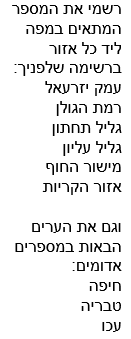 רשמי את המספר
המתאים במפה
ליד כל אזור
ברשימה שלפניך:
עמק יזרעאל
רמת הגולן
גליל תחתון
גליל עליון
מישור החוף
אזור הקריות
וגם את הערים
הבאות במספרים
אדומים:
חיפה
טבריה
עכו